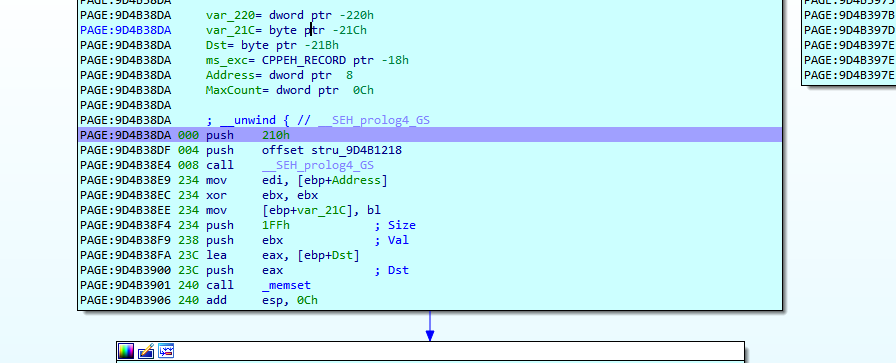 PAGE:9D4B38DA
PAGE:9D4B38DA var_220= dword ptr -220h
PAGE:9D4B38DA var_21C= byte ptr -21Ch
PAGE:9D4B38DA Dst= byte ptr -21Bh
PAGE:9D4B38DA ms_exc= CPPEH_RECORD ptr -18h
PAGE:9D4B38DA Address= dword ptr  8
PAGE:9D4B38DA MaxCount= dword ptr  0Ch
PAGE:9D4B38DA
PAGE:9D4B38DA ; __unwind { // __SEH_prolog4_GS
PAGE:9D4B38DA 000 push 210h
PAGE:9D4B38DF 004 push offset stru_9D4B1218
PAGE:9D4B38E4 008 call __SEH_prolog4_GS
PAGE:9D4B38E9 234 mov edi, [ebp+Address]
PAGE:9D4B38EC 234 xor ebx, ebx
PAGE:9D4B38EE 234 mov [ebp+var_21C], bl
PAGE:9D4B38F4 234 push 1FFh ; Size
PAGE:9D4B38F9 238 push ebx ; Val
PAGE:9D4B38FA 23C lea eax, [ebp+Dst]
PAGE:9D4B3900 23C push eax ; Dst
PAGE:9D4B3901 240 call _memset
PAGE:9D4B3906 240 add esp, 0Ch
PAGE:9D4B397B
PAGE:9D4B397D
PAGE:9D4B397E
PAGE:9D4B397E